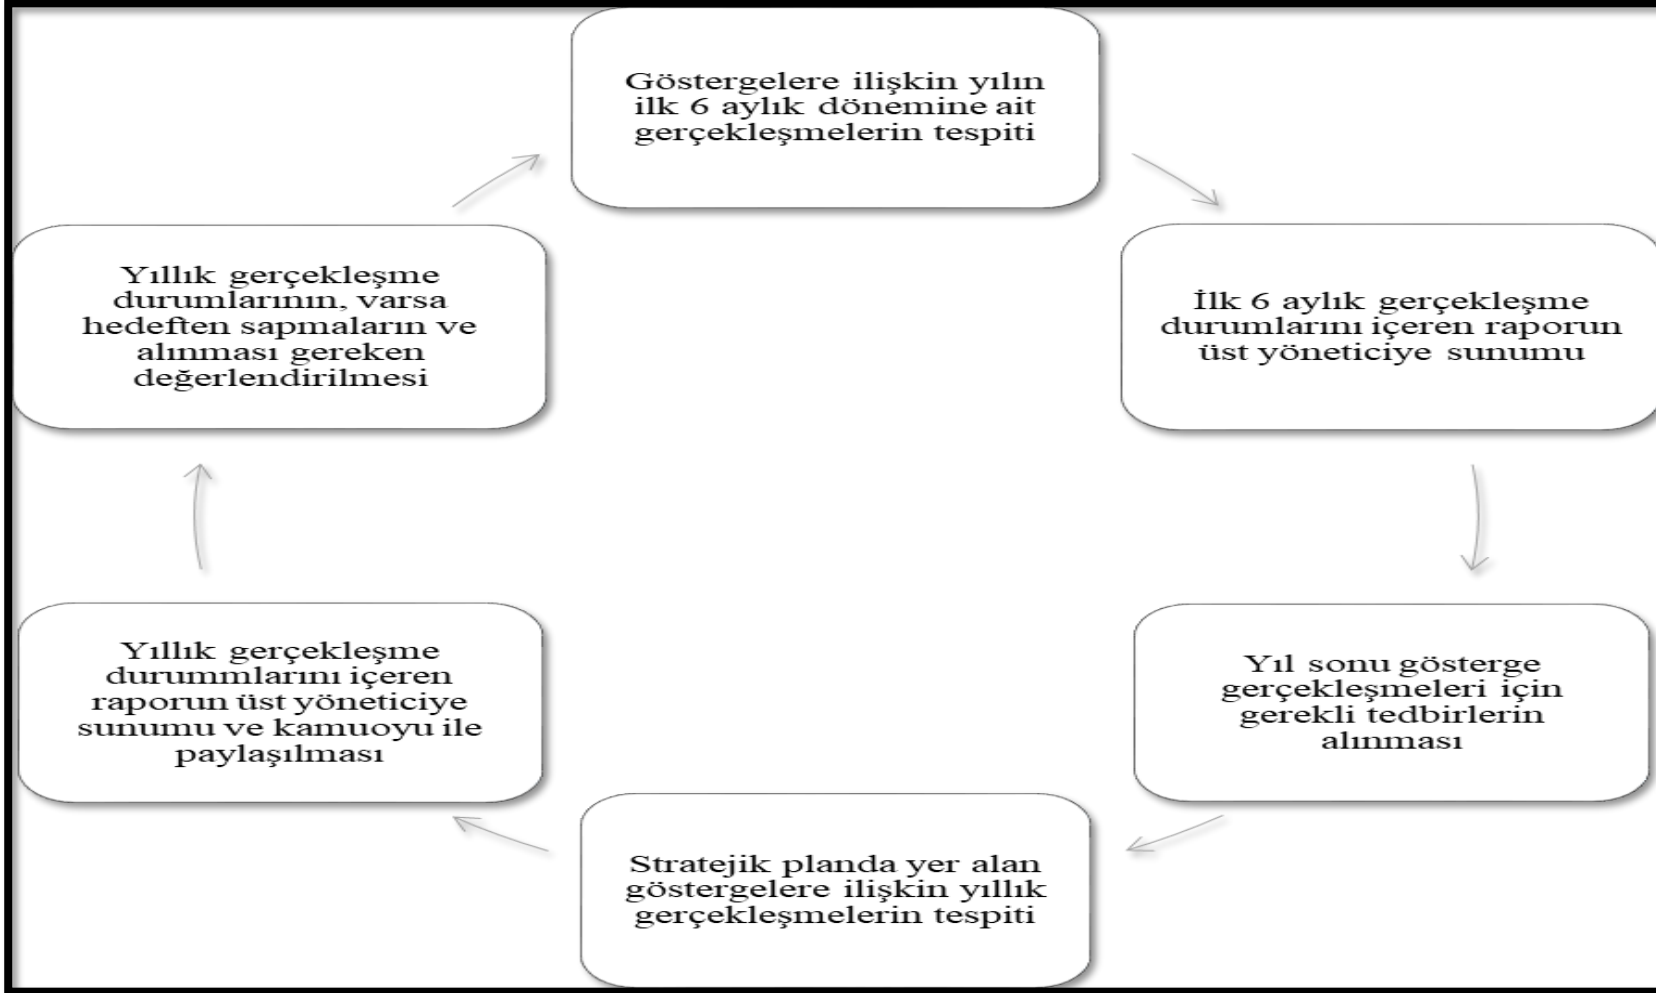 Göstergelere ilişkin yılın
ilk 6 aylık dönemine ait
gerçekleşmelerin tespiti
İlk 6 aylık gerçekleşme
durumlarını içeren raporun
üst yöneticiye sunumu
Yıl sonu gösterge
gerçekleşmeleri için
gerekli tedbirlerin
alınması
Stratejik planda yer alan
göstergelere ilişkin yıllık
gerçekleşmelerin tespiti
Yıllık gerçekleşme
durummlarını içeren
raporun üst yöneticiye
sunumu ve kamuoyu ile
paylaşılması
Yıllık gerçekleşme
durumlarının, varsa
hedeften sapmaların ve
alınması gereken
değerlendirilmesi